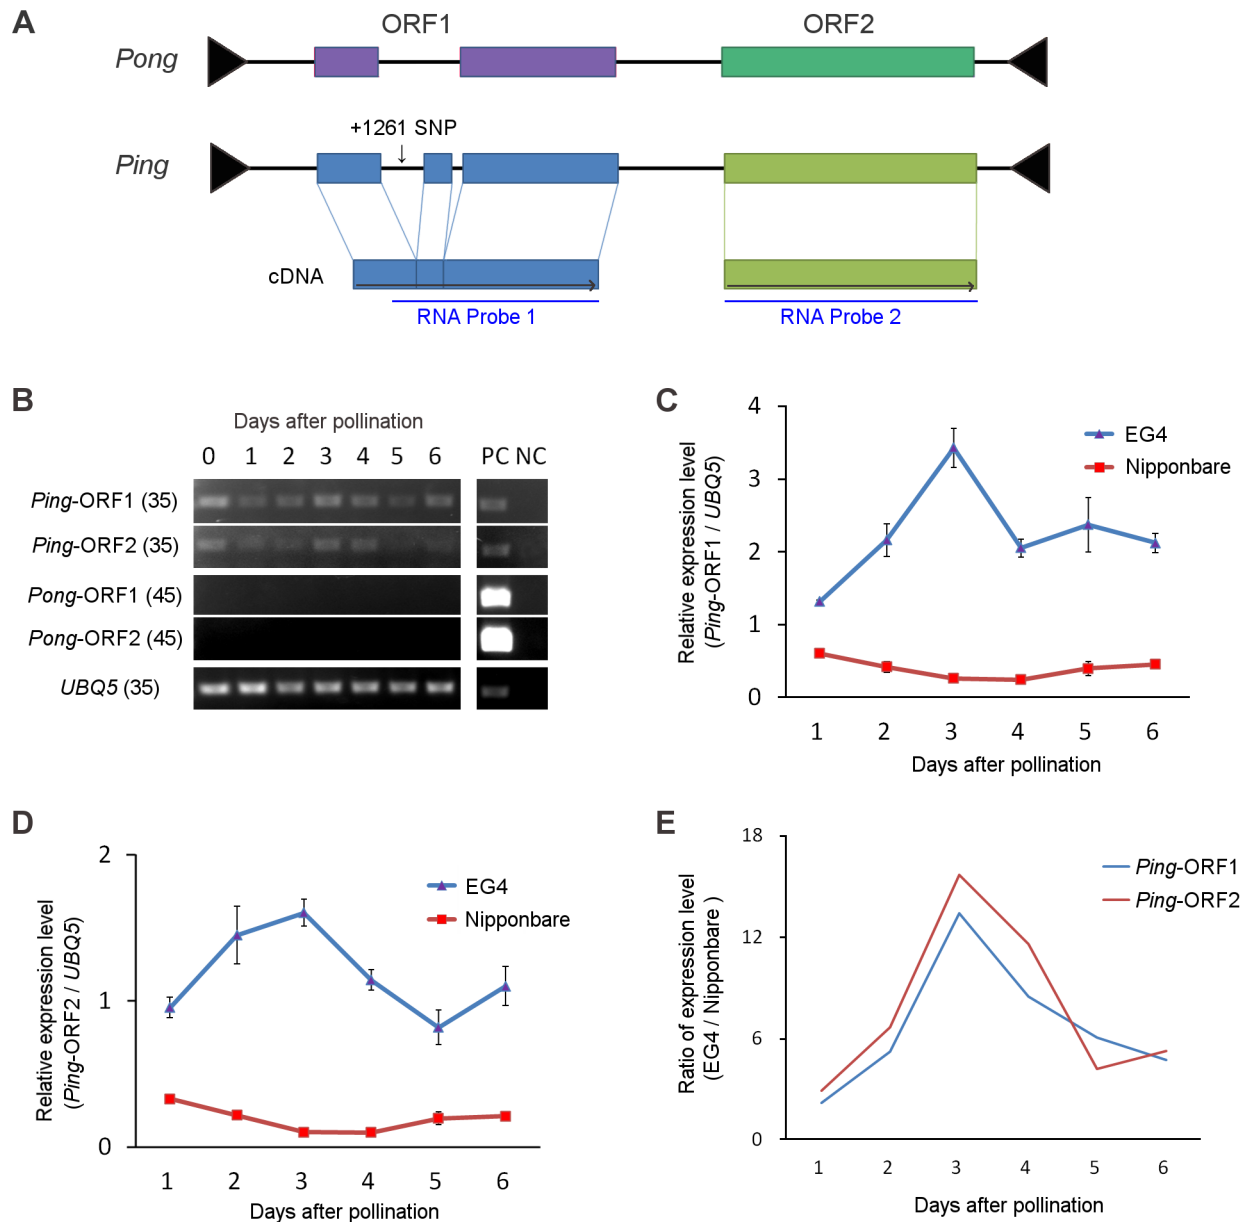 A
ORF1
ORF2
Pong
+1261 SNP
Ping
cDNA
RNA Probe 1
RNA Probe 2
B
Days after pollination
0 1 2 3 4 5 6 PC NC
Ping-ORF1 (35)
Ping-ORF2 (35)
Pong-ORF1 (45)
Pong-ORF2 (45)
UBQ5 (35)
C
Relative expression level
(Ping-ORF1 / UBQ5)
4
3
2
1
0
EG4
Nipponbare
1 2 3 4 5 6
Days after pollination
D
Relative expression level
(Ping-ORF2 / UBQ5)
2
1
0
EG4
Nipponbare
1 2 3 4 5 6
Days after pollination
E
Ratio of expression level
(EG4 / Nipponbare )
18
12
6
0
Ping-ORF1
Ping-ORF2
1 2 3 4 5 6
Days after pollination